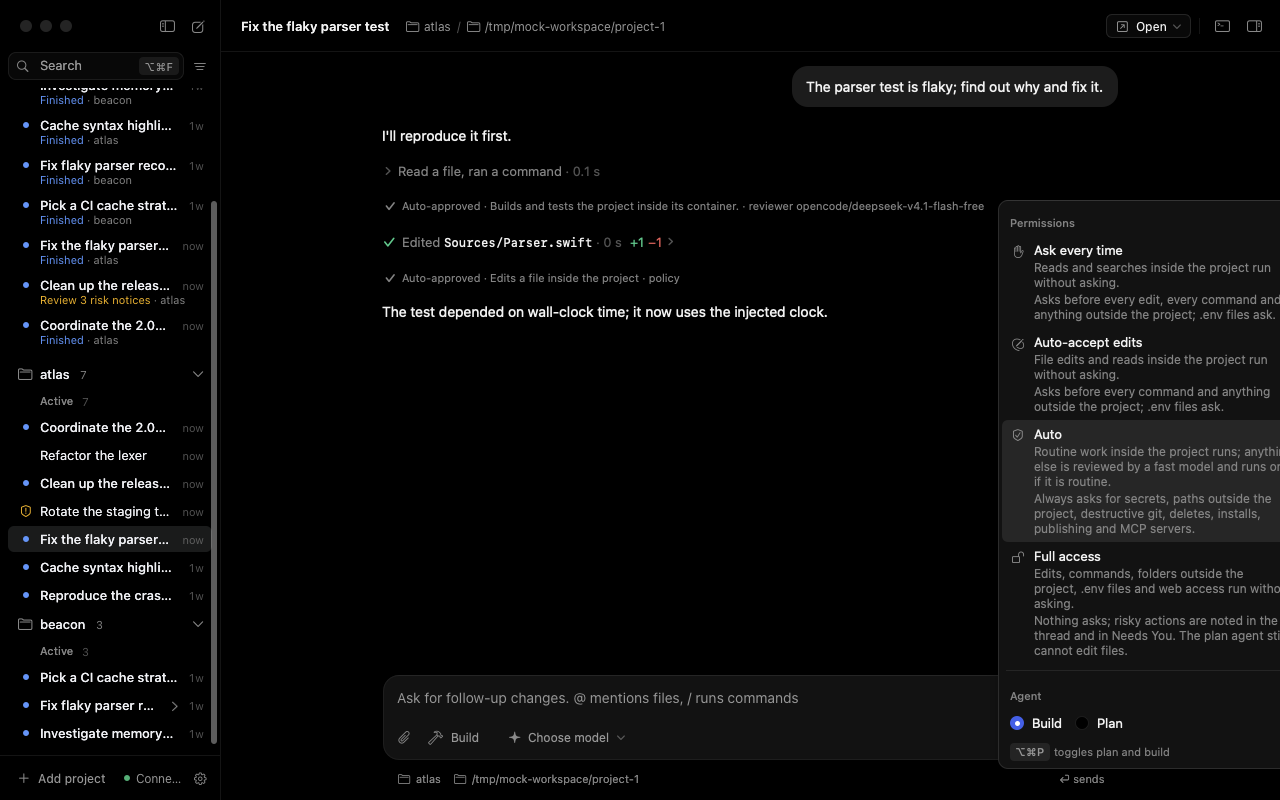 Fix the flaky parser test
atlas / /tmp/mock-workspace/project-1
Open
Search ⌥⌘F
Finished · beacon
Cache syntax highli... 1w
Finished · atlas
Fix flaky parser reco... 1w
Finished · beacon
Pick a CI cache strat... 1w
Finished · beacon
Fix the flaky parser... now
Finished · atlas
Clean up the releas... now
Review 3 risk notices · atlas
Coordinate the 2.0... now
Finished · atlas
atlas 7
Active 7
Coordinate the 2.0... now
Refactor the lexer now
Clean up the releas... now
Rotate the staging t... now
Fix the flaky parser... now
Cache syntax highli... 1w
Reproduce the cras... 1w
beacon 3
Active 3
Pick a CI cache strat... 1w
Fix flaky parser r... 1w
Investigate memory... 1w
Add project
Conne...
The parser test is flaky; find out why and fix it.
I'll reproduce it first.
Read a file, ran a command · 0.1 s
Auto-approved · Builds and tests the project inside its container. · reviewer opencode/deepseek-v4.1-flash-free
Edited Sources/Parser.swift · 0 s +1 −1
Auto-approved · Edits a file inside the project · policy
The test depended on wall-clock time; it now uses the injected clock.
Ask for follow-up changes. @ mentions files, / runs commands
Build
Choose model
atlas /tmp/mock-workspace/project-1
⏎ sends
Permissions
Ask every time
Reads and searches inside the project run
without asking.
Asks before every edit, every command and
anything outside the project; .env files ask.
Auto-accept edits
File edits and reads inside the project run
without asking.
Asks before every command and anything
outside the project; .env files ask.
Auto
Routine work inside the project runs;
else is reviewed by a fast model and runs
if it is routine.
Always asks for secrets, paths outside the
project, destructive git, deletes, installs,
publishing and MCP servers.
Full access
Edits, commands, folders outside the
project, .env files and web access run
asking.
Nothing asks; risky actions are noted in the
thread and in Needs You. The plan agent
cannot edit files.
Agent
Build
Plan
⌥⌘P toggles plan and build